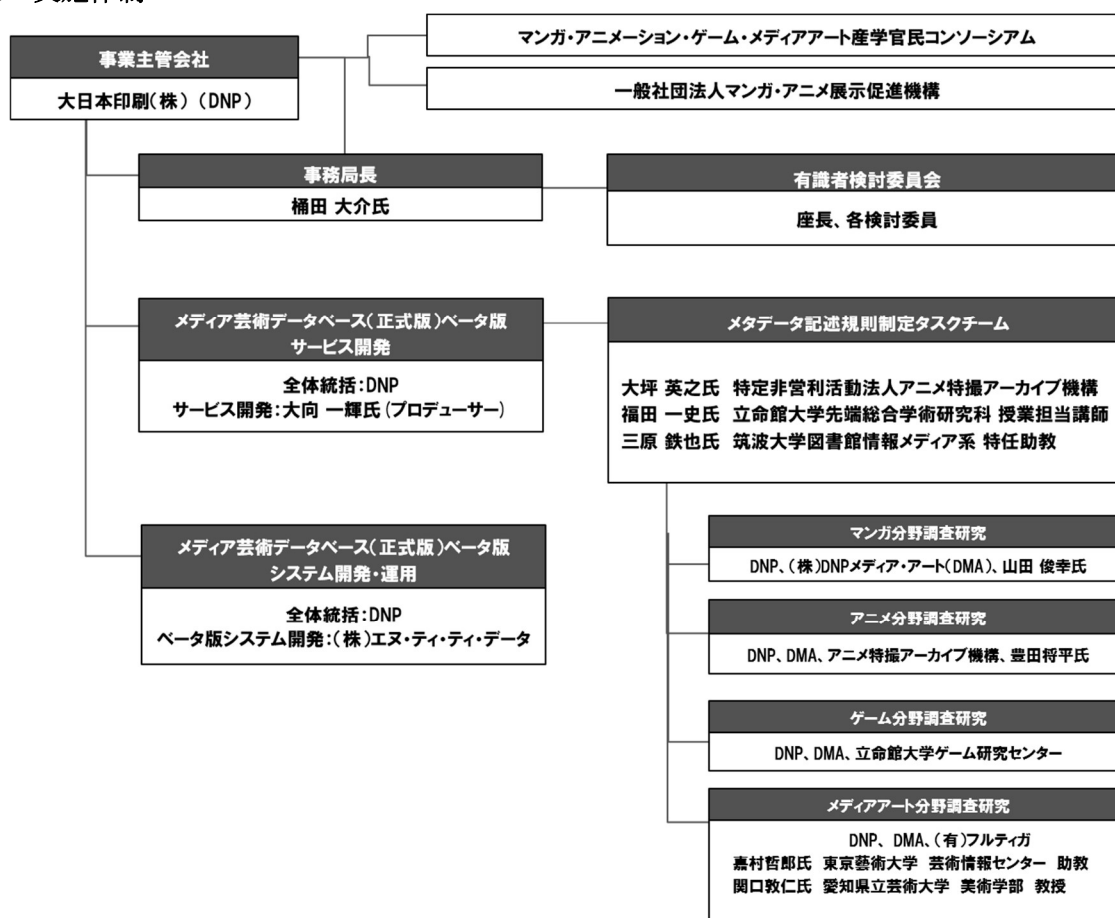 マンガ・アニメーション・ゲーム・メディアアート産学官民コンソーシアム
事業主管会社
大日本印刷(株) (DNP)
一般社団法人マンガ・アニメ展示促進機構
事務局長
桶田 大介氏
有識者検討委員会
座長、各検討委員
メディア芸術データベース(正式版)ベータ版
サービス開発
全体統括:DNP
サービス開発:大向 一輝氏(プロデューサー)
メタデータ記述規則制定タスクチーム
大坪 英之氏 特定非営利活動法人アニメ特撮アーカイブ機構
福田 一史氏 立命館大学先端総合学術研究科 授業担当講師
三原 鉄也氏 筑波大学図書館情報メディア系 特任助教
メディア芸術データベース(正式版)ベータ版
システム開発・運用
全体統括:DNP
ベータ版システム開発:(株)エヌ・ティ・ティ・データ
マンガ分野調査研究
DNP、(株)DNPメディア・アート(DMA)、山田 俊幸氏
アニメ分野調査研究
DNP、DMA、アニメ特撮アーカイブ機構、豊田将平氏
ゲーム分野調査研究
DNP、DMA、立命館大学ゲーム研究センター
メディアアート分野調査研究
DNP、DMA、(有)フルティガ
嘉村哲郎氏 東京藝術大学 芸術情報センター 助教
関口敦仁氏 愛知県立芸術大学 美術学部 教授